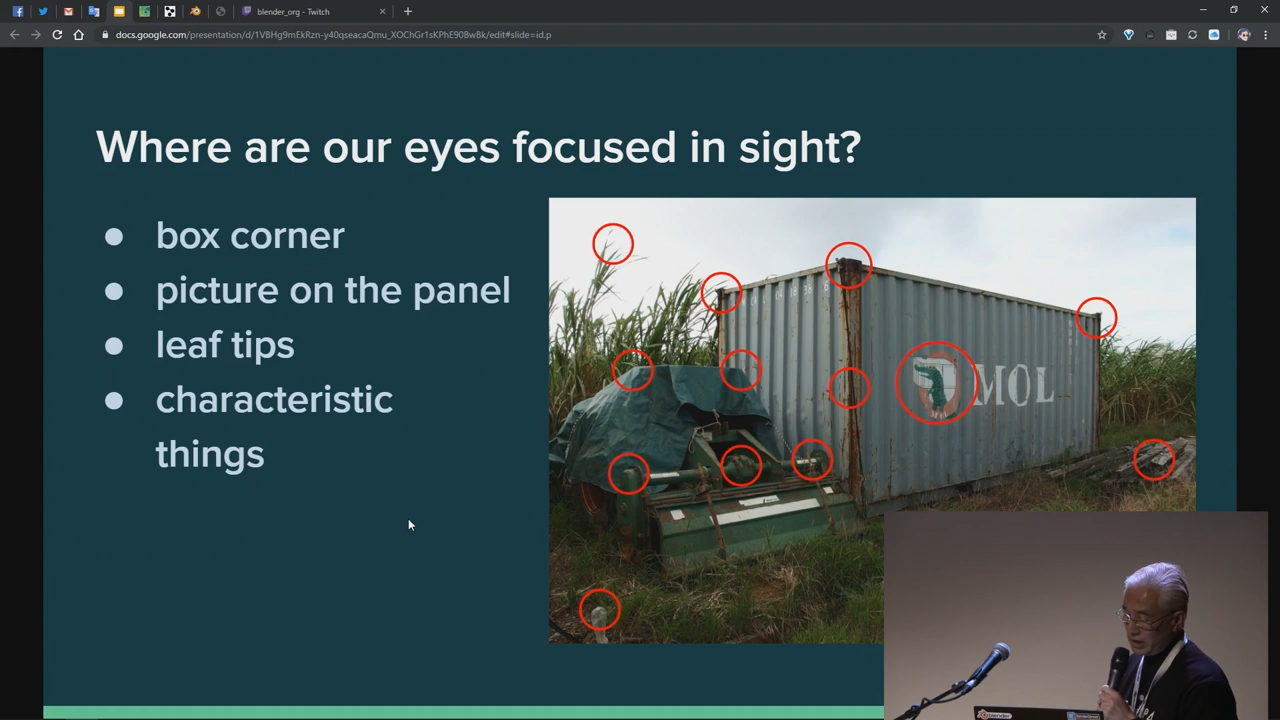 blender_org - Twitch
docs.google.com/presentation/d/1VBHg9mEkRzn-y40qseacaQmu_XOChGr1sKPhE90BwBk/edit#slide=id.p
Where are our eyes focused in sight?
● box corner
● picture on the panel
● leaf tips
● characteristic
things
MOL
blender